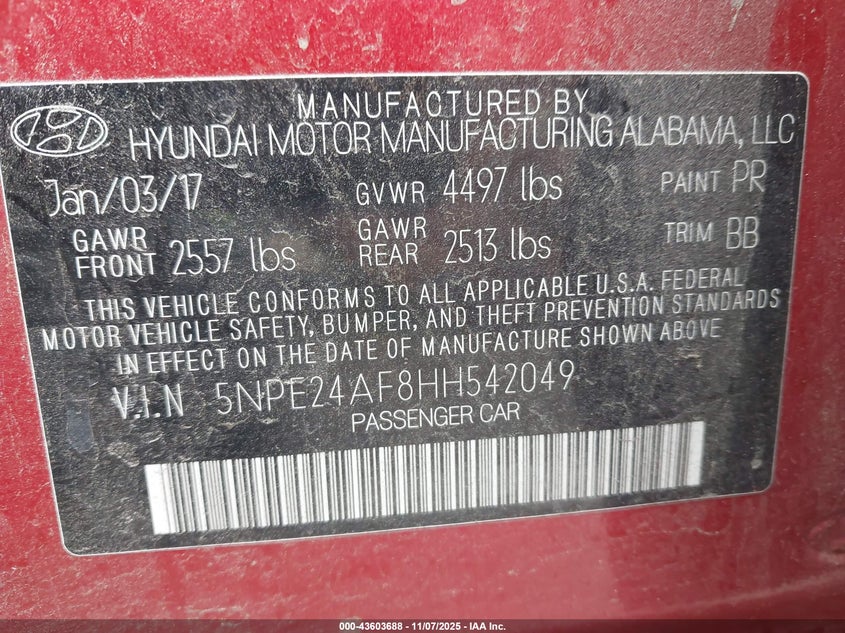 MANUFACTURED BY
HYUNDAI MOTOR MANUFACTURING ALABAMA, LLC
Jan/03/17 GVWR 4497 lbs PAINT PR
GAWR FRONT 2557 lbs GAWR REAR 2513 lbs TRIM BB
THIS VEHICLE CONFORMS TO ALL APPLICABLE U.S.A. FEDERAL
MOTOR VEHICLE SAFETY, BUMPER, AND THEFT PREVENTION STANDARDS
IN EFFECT ON THE DATE OF MANUFACTURE SHOWN ABOVE
V.I.N 5NPE24AF8HH542049
PASSENGER CAR
000-43603688 - 11/07/2025 - IAA Inc.